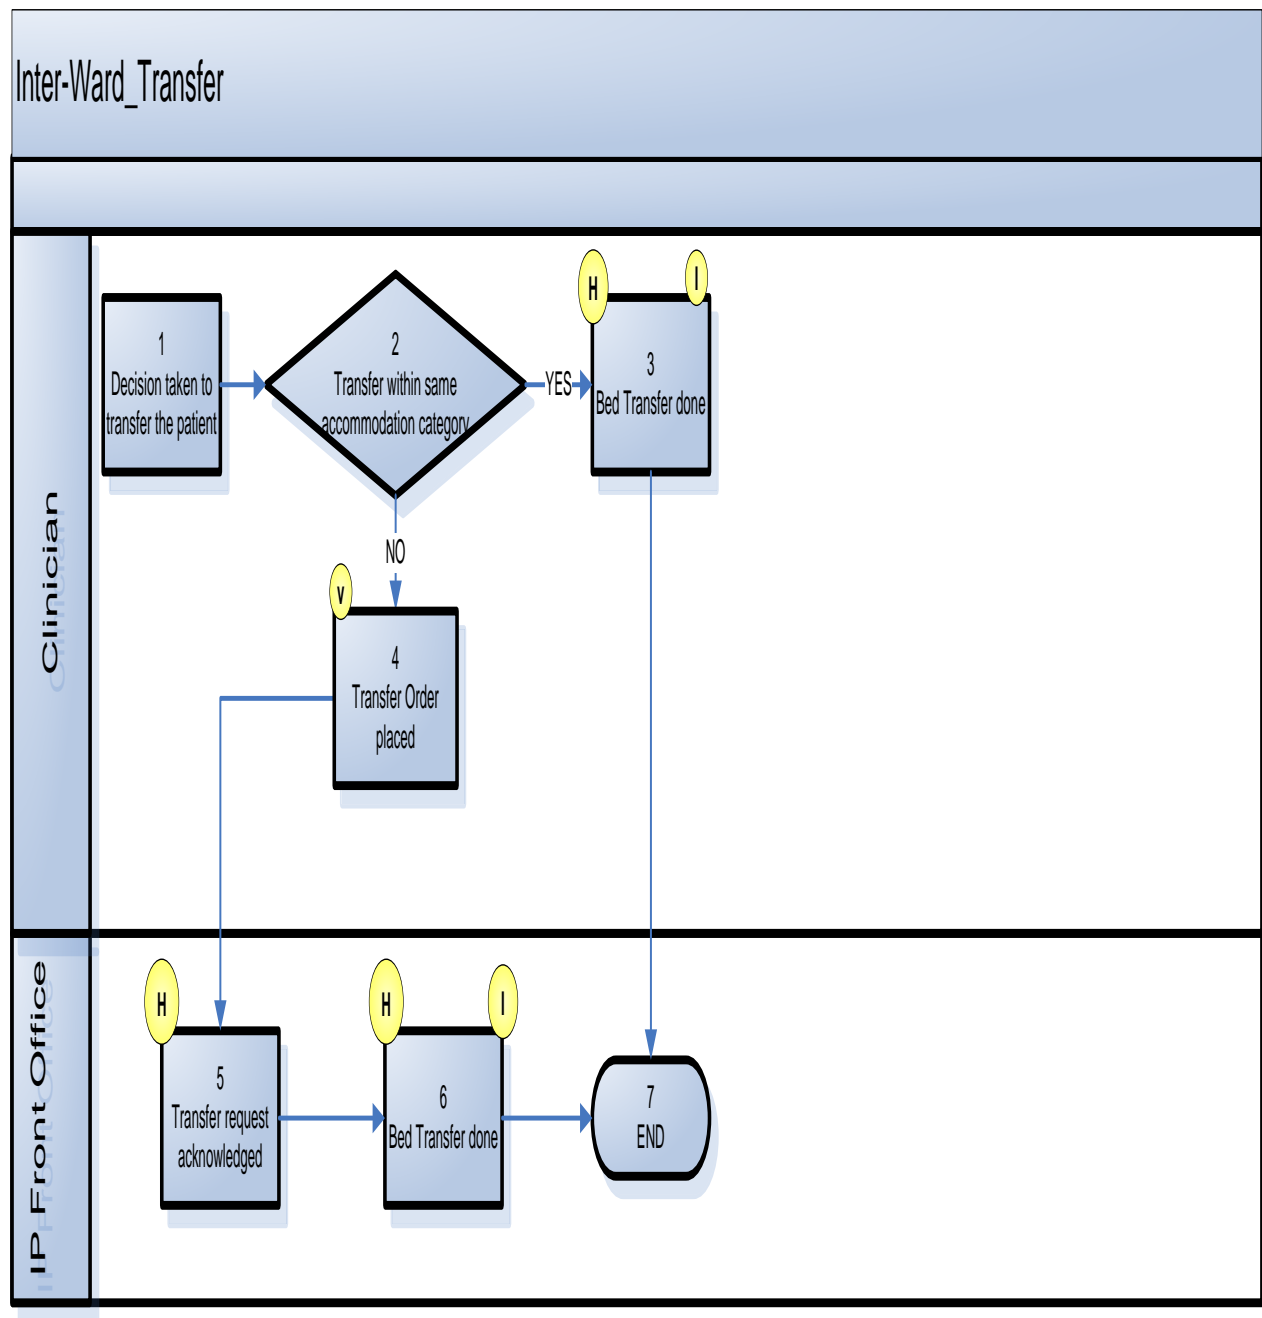 Inter-Ward_Transfer
Clinician
H
I
1
Decision taken to
transfer the patient
2
Transfer within same
accommodation category
YES
3
Bed Transfer done
NO
v
4
Transfer Order
placed
IP Front Office
H
5
Transfer request
acknowledged
H
I
6
Bed Transfer done
7
END